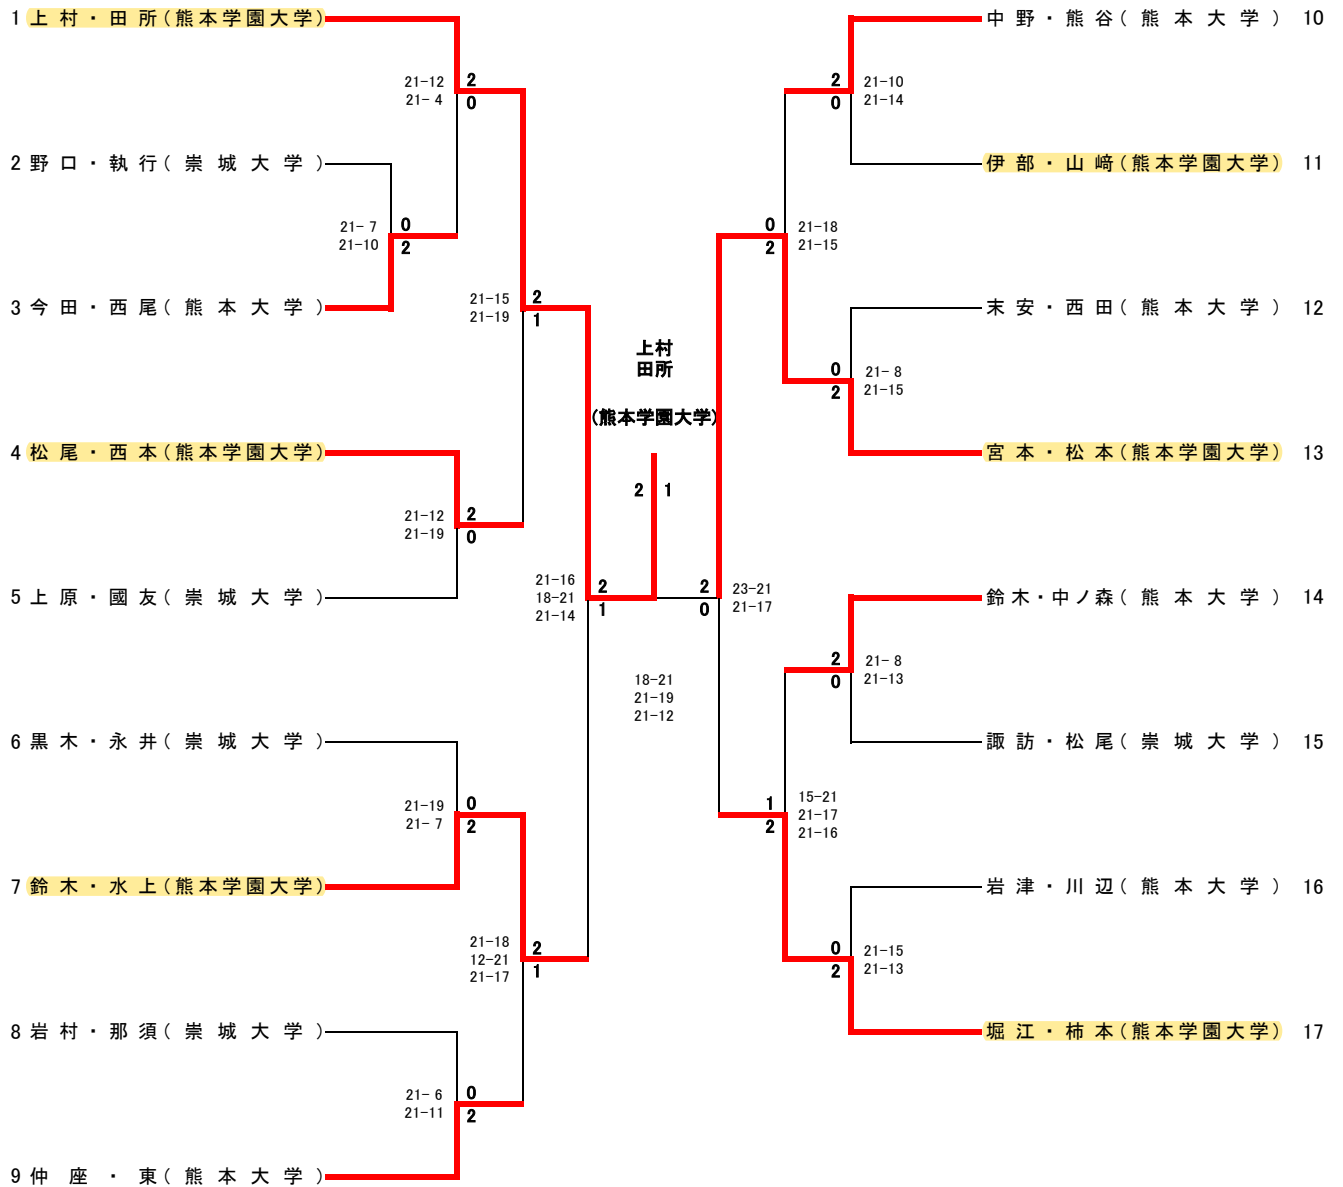 1 上村・田所(熊本学園大学)
21-12 2
21- 4 0
2 野口・執行(崇城大学)
21- 7 0
21-10 2
3 今田・西尾(熊本大学)
21-15 2
21-19 1
4 松尾・西本(熊本学園大学)
21-12 2
21-19 0
5 上原・國友(崇城大学)
21-16 2
18-21 1
21-14
6 黒木・永井(崇城大学)
21-19 0
21- 7 2
7 鈴木・水上(熊本学園大学)
21-18 2
12-21 1
21-17
8 岩村・那須(崇城大学)
21- 6 0
21-11 2
9 仲座・東(熊本大学)
上村
田所
(熊本学園大学)
2 1
18-21
21-19
21-12
中野・熊谷(熊本大学) 10
2 21-10
0 21-14
伊部・山﨑(熊本学園大学) 11
0 21-18
2 21-15
末安・西田(熊本大学) 12
0 21- 8
2 21-15
宮本・松本(熊本学園大学) 13
2 23-21
0 21-17
鈴木・中ノ森(熊本大学) 14
2 21- 8
0 21-13
諏訪・松尾(崇城大学) 15
1 15-21
2 21-17
21-16
岩津・川辺(熊本大学) 16
0 21-15
2 21-13
堀江・柿本(熊本学園大学) 17